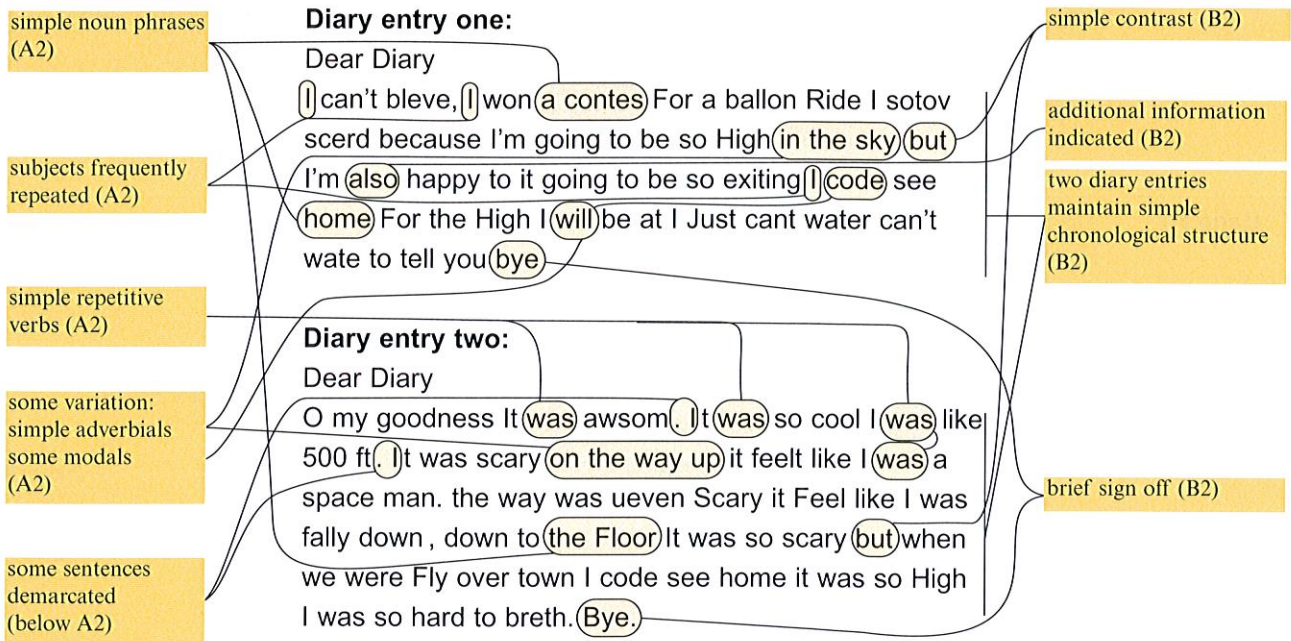 simple noun phrases
(A2)
subjects frequently
repeated (A2)
simple repetitive
verbs (A2)
some variation:
simple adverbials
some modals
(A2)
some sentences
demarcated
(below A2)
Diary entry one:
Dear Diary
I can't bleve, I won a contes For a ballon Ride I sotov
scerd because I'm going to be so High in the sky but
I'm also happy to it going to be so exiting I code see
home For the High I will be at I Just cant water can't
wate to tell you bye
Diary entry two:
Dear Diary
O my goodness It was awsom. It was so cool I was like
500 ft. It was scary on the way up it feelt like I was a
space man. the way was ueven Scary it Feel like I was
fally down , down to the Floor It was so scary but when
we were Fly over town I code see home it was so High
I was so hard to breth. Bye.
simple contrast (B2)
additional information
indicated (B2)
two diary entries
maintain simple
chronological structure
(B2)
brief sign off (B2)